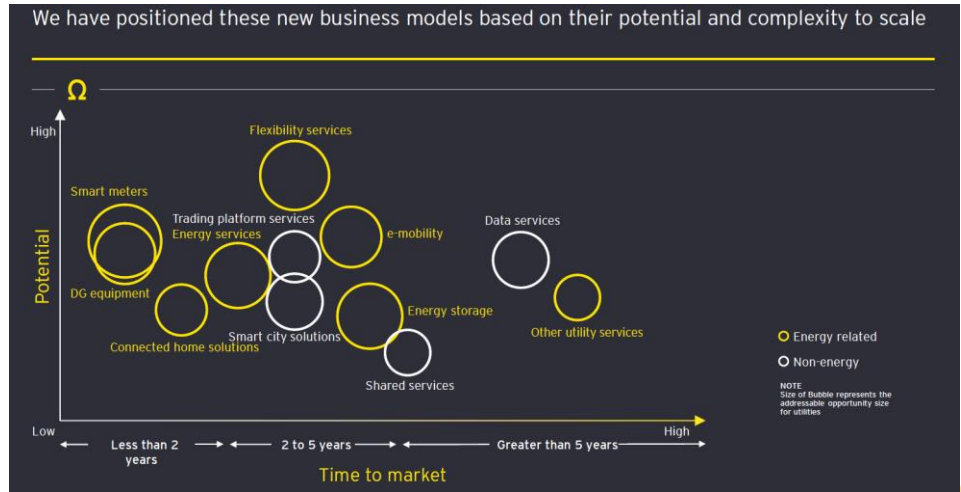 We have positioned these new business models based on their potential and complexity to scale
Ω
High
Flexibility services
Smart meters
Trading platform services
Energy services
e-mobility
Data services
Potential
DG equipment
Connected home solutions
Smart city solutions
Energy storage
Other utility services
Shared services
Energy related
Non-energy
NOTE
Size of Bubble represents the
addressable opportunity size
for utilities
Low
High
Less than 2
years
2 to 5 years
Greater than 5 years
Time to market